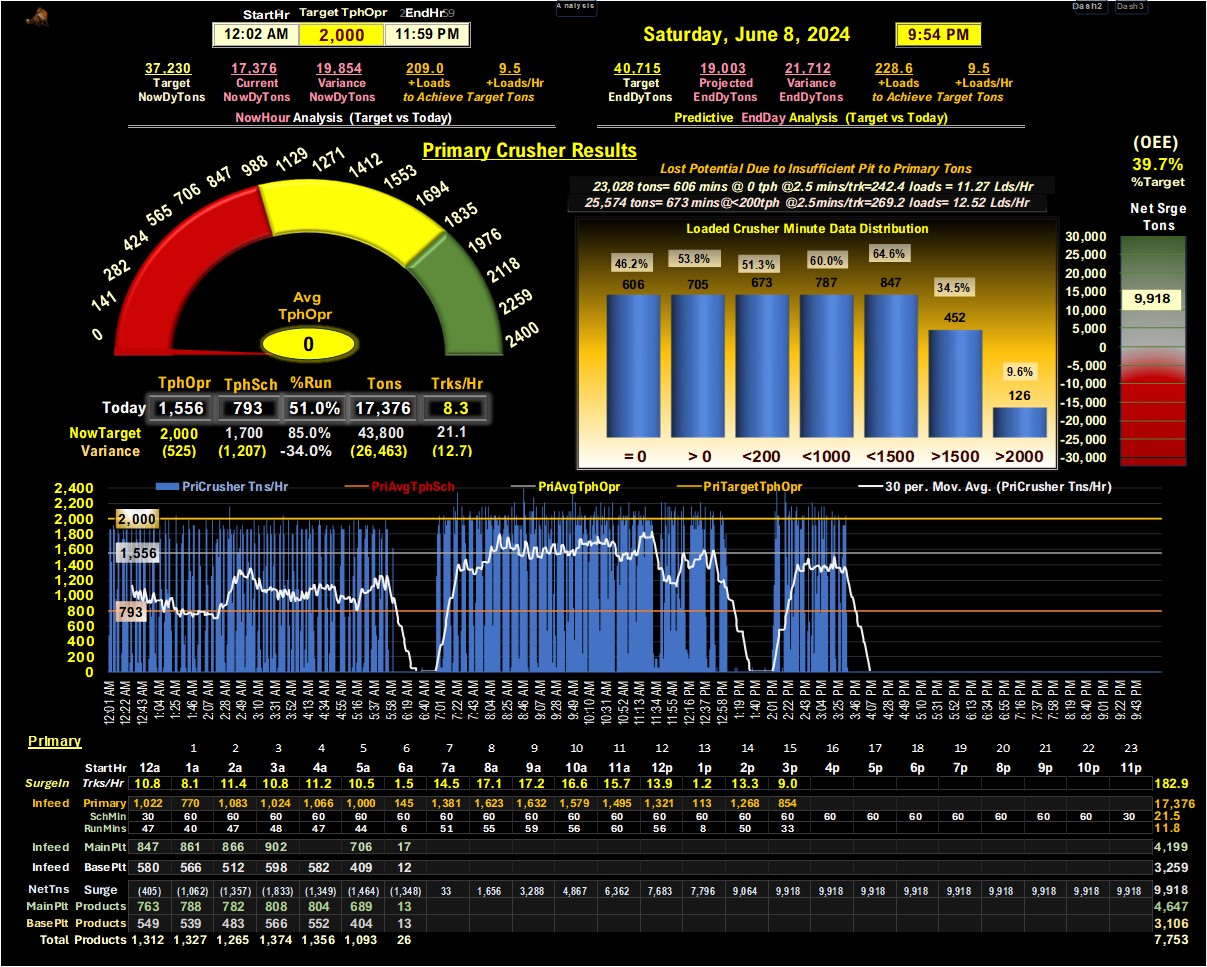 Analysis
Dash2 Dash3
StartHr Target TphOpr EndHr
12:02 AM 2,000 11:59 PM
Saturday, June 8, 2024 9:54 PM
37,230 17,376 19,854 209.0 9.5
Target Current Variance +Loads +Loads/Hr
NowDyTons NowDyTons NowDyTons to Achieve Target Tons
NowHour Analysis (Target vs Today)
40,715 19,003 21,712 228.6 9.5
Target Projected Variance +Loads +Loads/Hr
EndDyTons EndDyTons EndDyTons to Achieve Target Tons
Predictive EndDay Analysis (Target vs Today)
Primary Crusher Results
0 141 282 424 565 706 847 988 1129 1271 1412 1553 1694 1835 1976 2118 2259 2400
Avg
TphOpr
0
TphOpr TphSch %Run Tons Trks/Hr
Today 1,556 793 51.0% 17,376 8.3
NowTarget 2,000 1,700 85.0% 43,800 21.1
Variance (525) (1,207) -34.0% (26,463) (12.7)
Lost Potential Due to Insufficient Pit to Primary Tons
23,028 tons= 606 mins @ 0 tph @2.5 mins/trk=242.4 loads = 11.27 Lds/Hr
25,574 tons= 673 mins@<200tph @2.5mins/trk=269.2 loads= 12.52 Lds/Hr
Loaded Crusher Minute Data Distribution
46.2% 53.8% 51.3% 60.0% 64.6% 34.5% 9.6%
606 705 673 787 847 452 126
= 0 > 0 <200 <1000 <1500 >1500 >2000
(OEE)
39.7%
%Target
Net Srge
Tons
30,000
25,000
20,000
15,000
9,918
10,000
5,000
0
-5,000
-10,000
-15,000
-20,000
-25,000
-30,000
PriCrusher Tns/Hr PriAvgTphSch PriAvgTphOpr PriTargetTphOpr 30 per. Mov. Avg. (PriCrusher Tns/Hr)
2,400
2,200
2,000 2,000
1,800
1,600 1,556
1,400
1,200
1,000
800 793
600
400
200
0
12:01 AM 12:22 AM 12:43 AM 1:04 AM 1:25 AM 1:46 AM 2:07 AM 2:28 AM 2:49 AM 3:10 AM 3:31 AM 3:52 AM 4:13 AM 4:34 AM 4:55 AM 5:16 AM 5:37 AM 5:58 AM 6:19 AM 6:40 AM 7:01 AM 7:22 AM 7:43 AM 8:04 AM 8:25 AM 8:46 AM 9:07 AM 9:28 AM 9:49 AM 10:10 AM 10:31 AM 10:52 AM 11:13 AM 11:34 AM 11:55 AM 12:16 PM 12:37 PM 12:58 PM 1:19 PM 1:40 PM 2:01 PM 2:22 PM 2:43 PM 3:04 PM 3:25 PM 3:46 PM 4:07 PM 4:28 PM 4:49 PM 5:10 PM 5:31 PM 5:52 PM 6:13 PM 6:34 PM 6:55 PM 7:16 PM 7:37 PM 7:58 PM 8:19 PM 8:40 PM 9:01 PM 9:22 PM 9:43 PM
Primary
1 2 3 4 5 6 7 8 9 10 11 12 13 14 15 16 17 18 19 20 21 22 23
StartHr 12a 1a 2a 3a 4a 5a 6a 7a 8a 9a 10a 11a 12p 1p 2p 3p 4p 5p 6p 7p 8p 9p 10p 11p
SurgeIn Trks/Hr 10.8 8.1 11.4 10.8 11.2 10.5 1.5 14.5 17.1 17.2 16.6 15.7 13.9 1.2 13.3 9.0 182.9
Infeed Primary 1,022 770 1,083 1,024 1,066 1,000 145 1,381 1,623 1,632 1,579 1,495 1,321 113 1,268 854 17,376
SchMin 30 60 60 60 60 60 60 60 60 60 60 60 60 60 60 60 60 60 60 60 60 60 60 30 21.5
RunMins 47 40 47 48 47 44 6 51 55 59 56 60 56 8 50 33 11.8
Infeed MainPlt 847 861 866 902 706 17 4,199
Infeed BasePlt 580 566 512 598 582 409 12 3,259
NetTns Surge (405) (1,062) (1,357) (1,833) (1,349) (1,464) (1,348) 33 1,656 3,288 4,867 6,362 7,683 7,796 9,064 9,918 9,918 9,918 9,918 9,918 9,918 9,918 9,918 9,918 9,918
MainPlt Products 763 788 782 808 804 689 13 4,647
BasePlt Products 549 539 483 566 552 404 13 3,106
Total Products 1,312 1,327 1,265 1,374 1,356 1,093 26 7,753